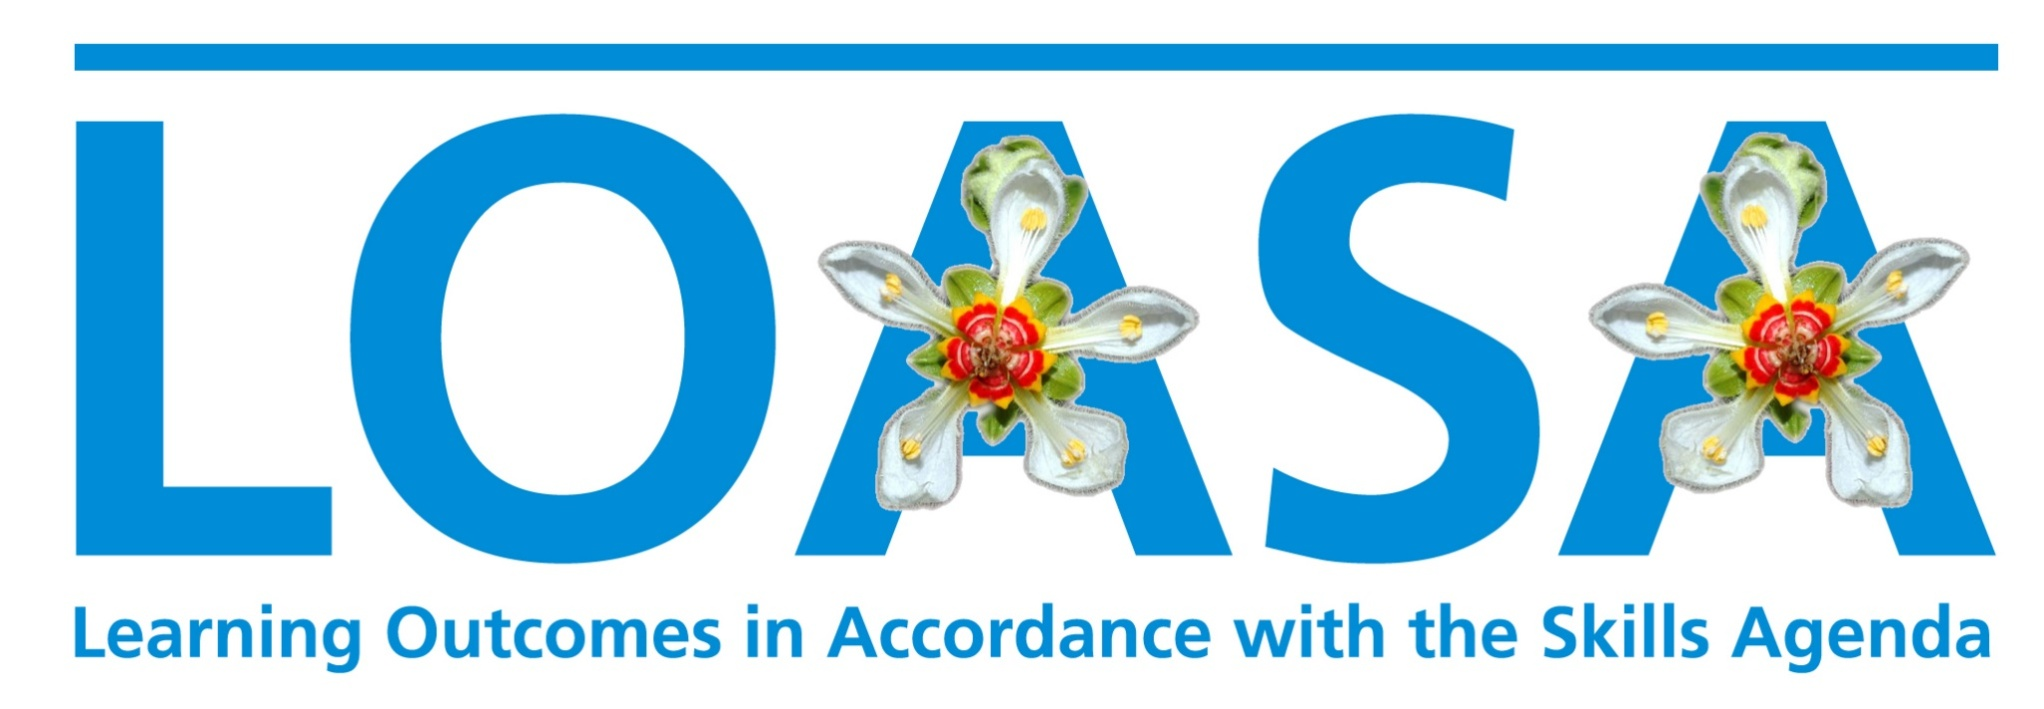 LOASA
Learning Outcomes in Accordance with the Skills Agenda